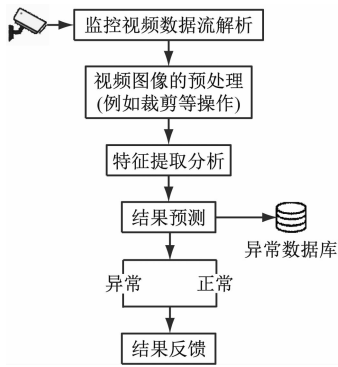 监控视频数据流解析
视频图像的预处理
(例如裁剪等操作)
特征提取分析
结果预测
异常数据库
异常 正常
结果反馈